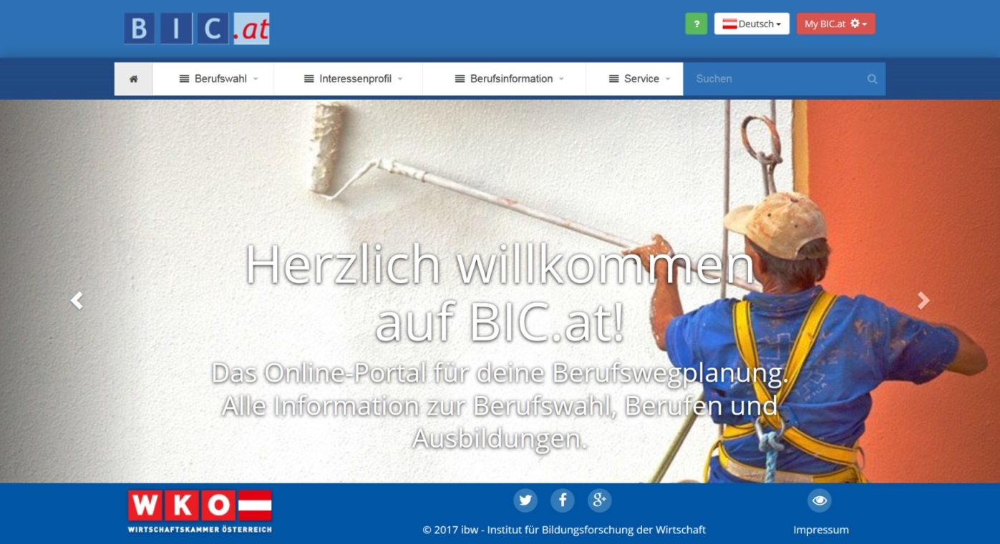 BIC.at
?
Deutsch
My BIC.at
Berufswahl
Interessenprofil
Berufsinformation
Service
Suchen
Herzlich willkommen
auf BIC.at!
Das Online-Portal für deine Berufswegplanung.
Alle Information zur Berufswahl, Berufen und
Ausbildungen.
WKO
WIRTSCHAFTSKAMMER ÖSTERREICH
© 2017 ibw - Institut für Bildungsforschung der Wirtschaft
Impressum